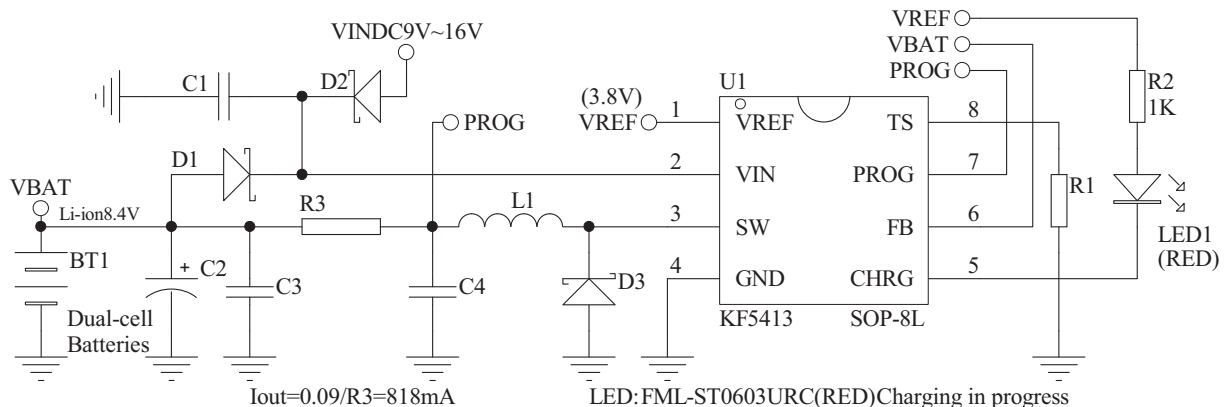 VINDC9V~16V
VREF
VBAT
PROG
C1
D2
U1
R2
1K
(3.8V)
VREF
1
VREF
TS
8
PROG
D1
2
VIN
PROG
7
R1
VBAT
Li-ion8.4V
R3
L1
3
SW
FB
6
LED1
(RED)
BT1
+
C2
C3
C4
D3
4
GND
CHRG
5
Dual-cell
Batteries
KF5413
SOP-8L
Iout=0.09/R3=818mA
LED:FML-ST0603URC(RED)Charging in progress